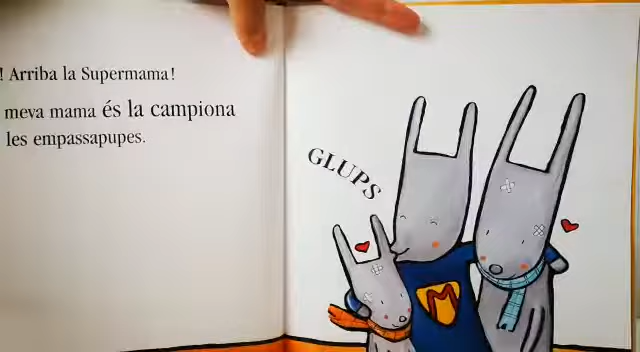 ! Arriba la Supermama!
meva mama és la campiona
les empassapupes.
GLUPS
M